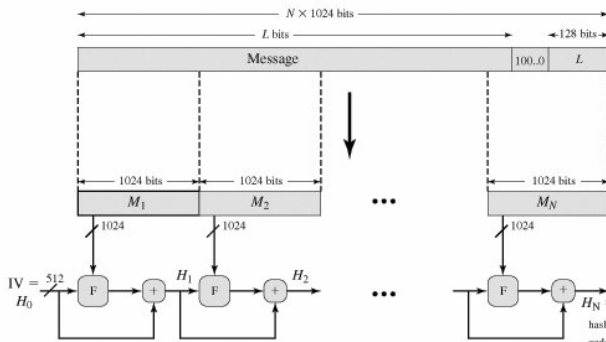 N × 1024 bits
L bits
128 bits
Message 100..0 L
1024 bits 1024 bits 1024 bits
M1 M2 ••• MN
1024 1024 1024
IV = H0 512 F + H1 F + H2 ••• F + HN =
hash